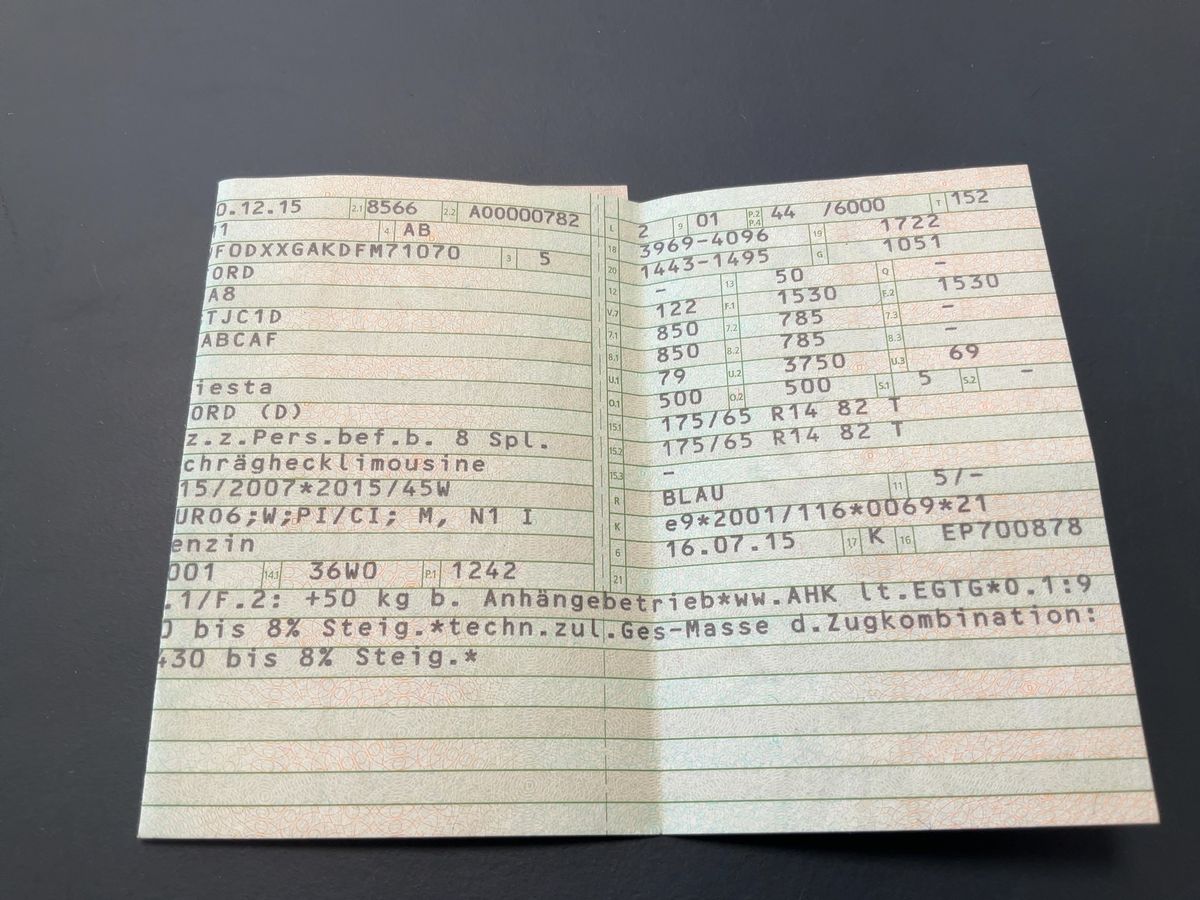 0.12.15 2.1 8566 2.2 A00000782
01 4 AB
F0DXXGAKDFM71070 3 5
ORD
A8
TJC1D
ABCAF
iesta
ORD (D)
z.z.Pers.bef.b. 8 Spl.
chräghecklimousine
15/2007*2015/45W
UR06;W;PI/CI; M, N1 I
enzin
001 14.1 36W0 P.1 1242
L 2 9 01 P.2 P.4 44 /6000 T 152
18 3969-4096 19 1722
20 1443-1495 G 1051
12 - 13 50 Q -
V.7 122 F.1 1530 F.2 1530
7.1 850 7.2 785 7.3 -
8.1 850 8.2 785 8.3 -
U.1 79 U.2 3750 U.3 69
O.1 500 O.2 500 S.1 5 S.2 -
15.1 175/65 R14 82 T
15.2 175/65 R14 82 T
15.3 -
R BLAU 11 5/-
K e9*2001/116*0069*21
6 16.07.15 17 K 16 EP700878
21
.1/F.2: +50 kg b. Anhängebetrieb*ww.AHK lt.EGTG*0.1:9
0 bis 8% Steig.*techn.zul.Ges-Masse d.Zugkombination:
430 bis 8% Steig.*